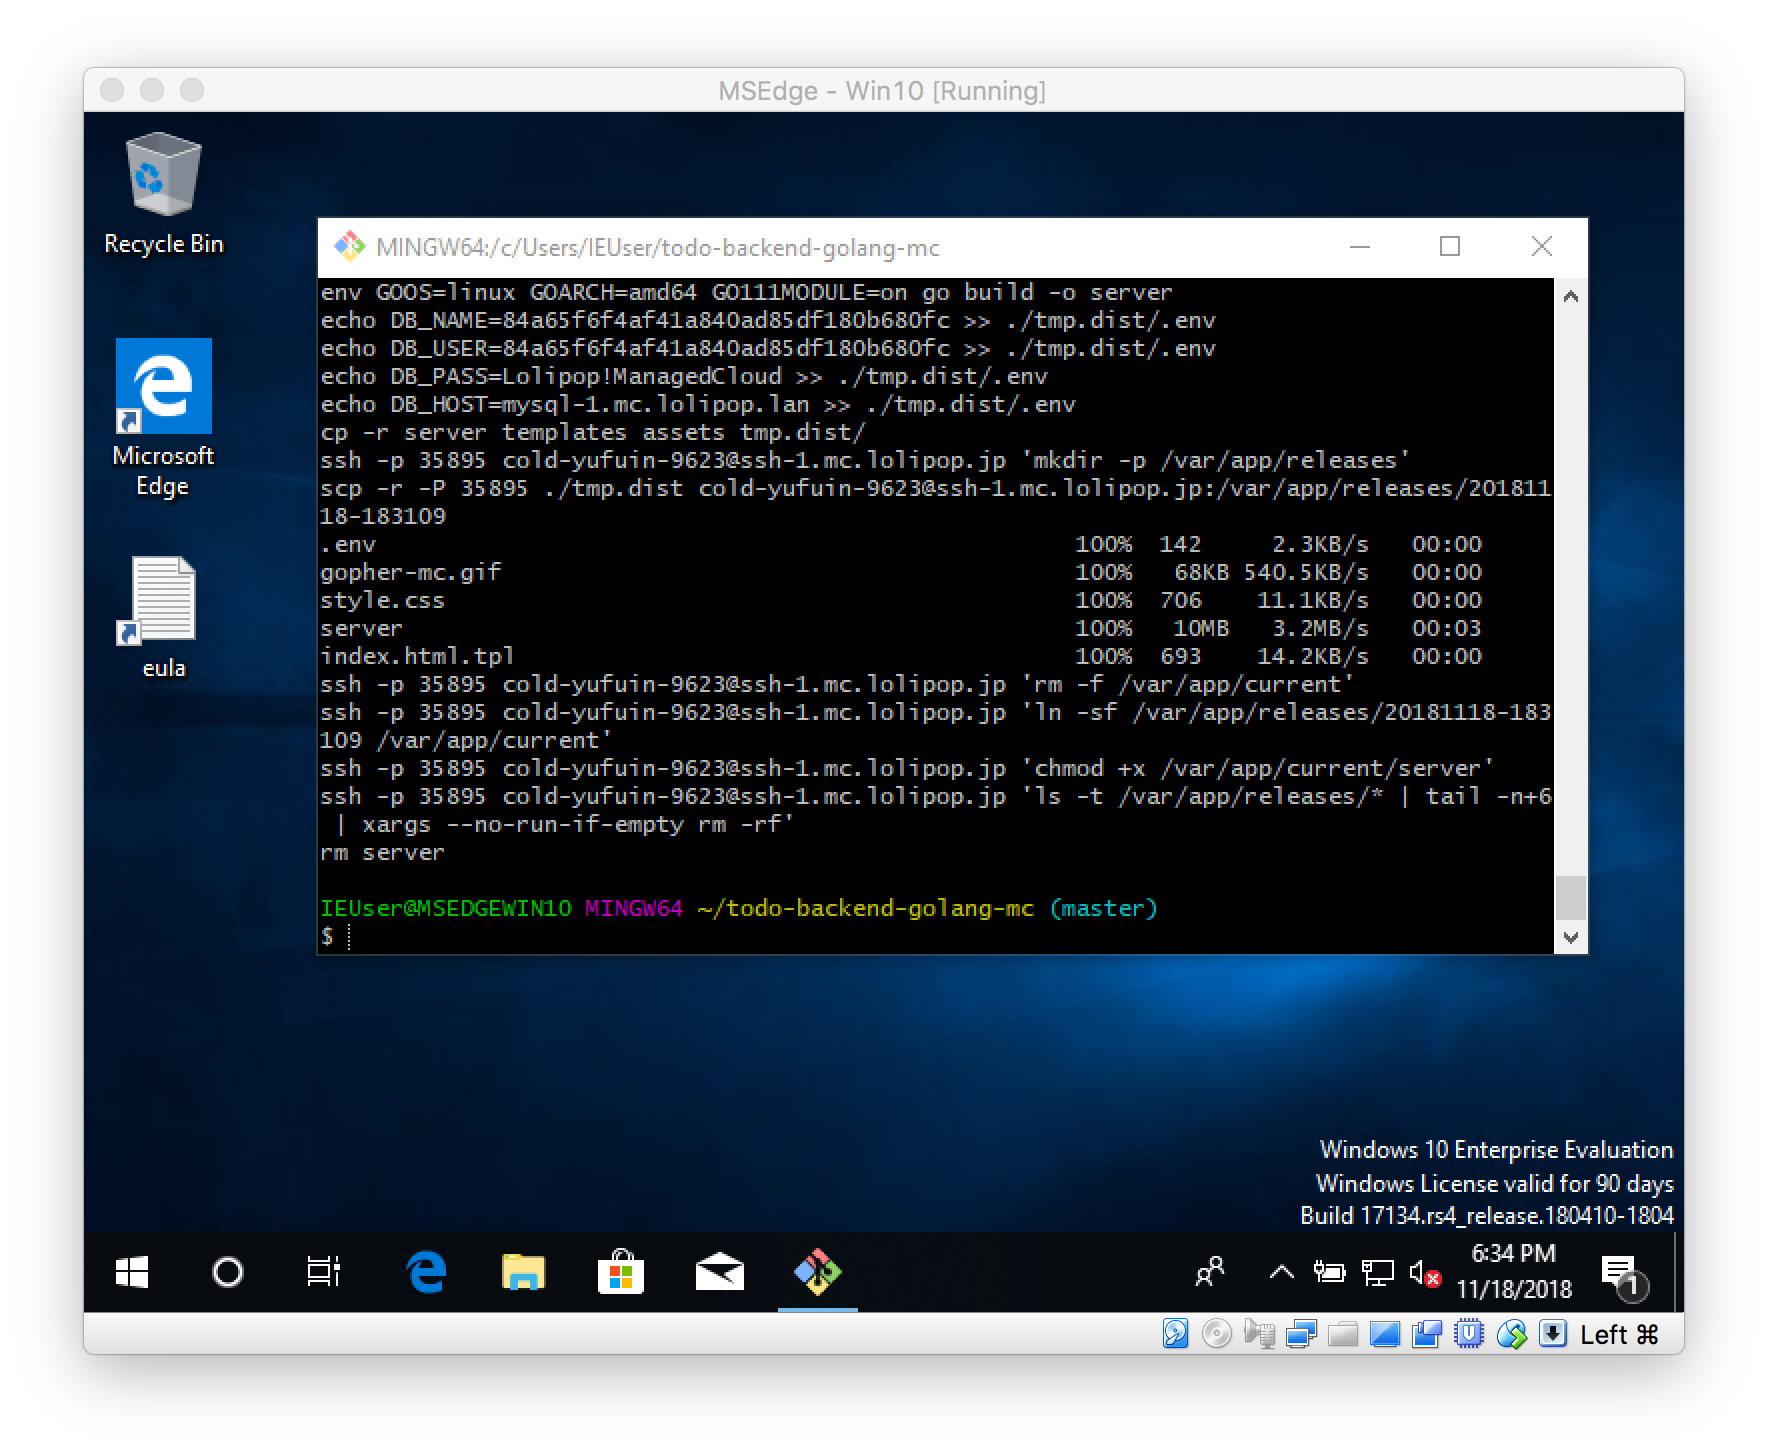 MSEdge - Win10 [Running]
Recycle Bin
Microsoft
Edge
eula
MINGW64:/c/Users/IEUser/todo-backend-golang-mc
env GOOS=linux GOARCH=amd64 GO111MODULE=on go build -o server
echo DB_NAME=84a65f6f4af41a840ad85df180b680fc >> ./tmp.dist/.env
echo DB_USER=84a65f6f4af41a840ad85df180b680fc >> ./tmp.dist/.env
echo DB_PASS=Lolipop!ManagedCloud >> ./tmp.dist/.env
echo DB_HOST=mysql-1.mc.lolipop.lan >> ./tmp.dist/.env
cp -r server templates assets tmp.dist/
ssh -p 35895 cold-yufuin-9623@ssh-1.mc.lolipop.jp 'mkdir -p /var/app/releases'
scp -r -P 35895 ./tmp.dist cold-yufuin-9623@ssh-1.mc.lolipop.jp:/var/app/releases/201811
18-183109
.env 100% 142 2.3KB/s 00:00
gopher-mc.gif 100% 68KB 540.5KB/s 00:00
style.css 100% 706 11.1KB/s 00:00
server 100% 10MB 3.2MB/s 00:03
index.html.tpl 100% 693 14.2KB/s 00:00
ssh -p 35895 cold-yufuin-9623@ssh-1.mc.lolipop.jp 'rm -f /var/app/current'
ssh -p 35895 cold-yufuin-9623@ssh-1.mc.lolipop.jp 'ln -sf /var/app/releases/20181118-183
109 /var/app/current'
ssh -p 35895 cold-yufuin-9623@ssh-1.mc.lolipop.jp 'chmod +x /var/app/current/server'
ssh -p 35895 cold-yufuin-9623@ssh-1.mc.lolipop.jp 'ls -t /var/app/releases/* | tail -n+6
 | xargs --no-run-if-empty rm -rf'
rm server
IEUser@MSEDGEWIN10 MINGW64 ~/todo-backend-golang-mc (master)
$
Windows 10 Enterprise Evaluation
Windows License valid for 90 days
Build 17134.rs4_release.180410-1804
6:34 PM
11/18/2018
1
Left ⌘